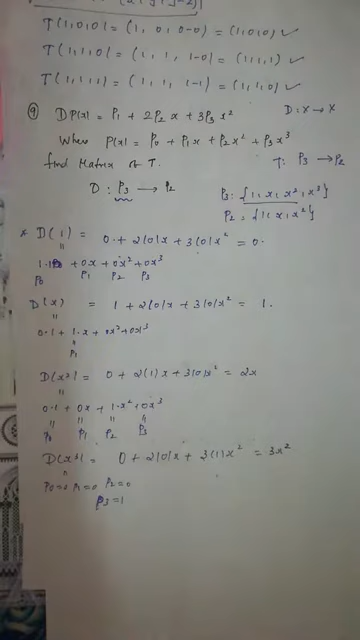 T(1,0,0) = (1, 0, 0-0) = (1,0,0) ✓
T(1,1,0) = (1, 1, 1-0) = (1,1,1) ✓
T(1,1,1) = (1, 1, 1-1) = (1,1,0) ✓
⑨ D P(x) = P₁ + 2P₂ x + 3P₃ x² D: X → X
Where P(x) = P₀ + P₁x + P₂x² + P₃x³
find Matrix of T. T: P₃ → P₂
D : P₃ → P₂ P₃: {1, x, x², x³}
P₂ = {1, x, x²}
* D(1) = 0 + 2(0)x + 3(0)x² = 0.
1.1 + 0x + 0x² + 0x³
P₀ P₁ P₂ P₃
D(x) = 1 + 2(0)x + 3(0)x² = 1.
0.1 + 1.x + 0x² + 0x³
P₁
D(x²) = 0 + 2(1)x + 3(0)x² = 2x
0.1 + 0x + 1.x² + 0x³
P₀ P₁ P₂ P₃
D(x³) = 0 + 2(0)x + 3(1)x² = 3x²
P₀=0 P₁=0 P₂=0
P₃=1